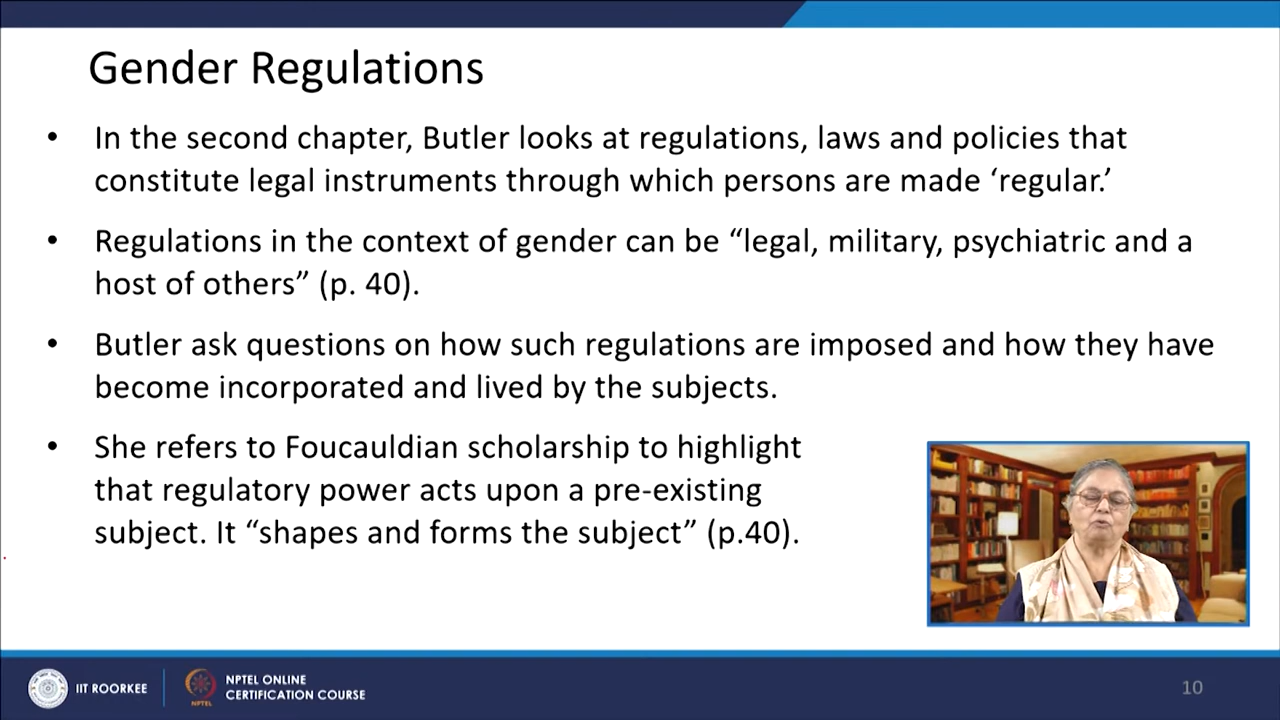 Gender Regulations
• In the second chapter, Butler looks at regulations, laws and policies that
constitute legal instruments through which persons are made ‘regular.’
• Regulations in the context of gender can be “legal, military, psychiatric and a
host of others” (p. 40).
• Butler ask questions on how such regulations are imposed and how they have
become incorporated and lived by the subjects.
• She refers to Foucauldian scholarship to highlight
that regulatory power acts upon a pre-existing
subject. It “shapes and forms the subject” (p.40).
IIT ROORKEE
NPTEL
NPTEL ONLINE
CERTIFICATION COURSE
10